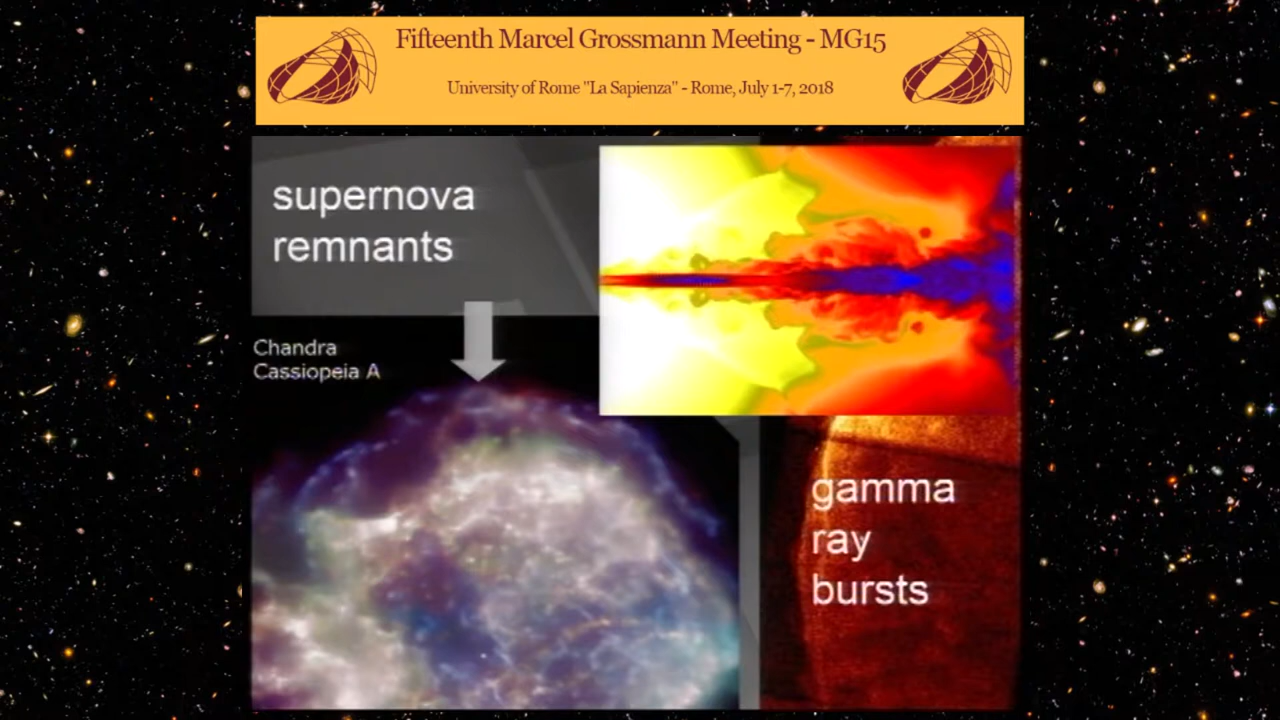 Fifteenth Marcel Grossmann Meeting - MG15
University of Rome "La Sapienza" - Rome, July 1-7, 2018
supernova
remnants
Chandra
Cassiopeia A
gamma
ray
bursts